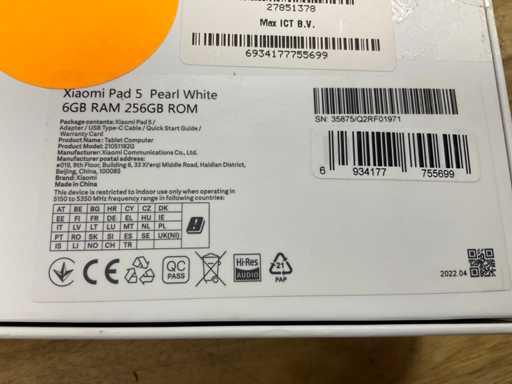 27851378
Max ICT B.V.
6934177755699
Xiaomi Pad 5 Pearl White
6GB RAM 256GB ROM
Package contents: Xiaomi Pad 5 /
Adapter / USB Type-C Cable / Quick Start Guide /
Warranty Card
Product Name: Tablet Computer
Product Model: 21051182G
Manufacturer: Xiaomi Communications Co., Ltd.
Manufacturer postal address:
#019, 9th Floor, Building 6, 33 Xi'erqi Middle Road, Haidian District,
Beijing, China, 100085
Brand: Xiaomi
Made in China
This device is restricted to indoor use only when operating in
5150 to 5350 MHz frequency range in following countries:
AT BE BG HR CY CZ DK
EE FI FR DE EL HU IE
IT LV LT LU MT NL PL
PT RO SK SI ES SE UK(NI)
IS LI NO CH TR
SN: 35875/Q2RF01971
6 934177 755699
CE
QC
PASS
Hi-Res
AUDIO
21
PAP
2022.04